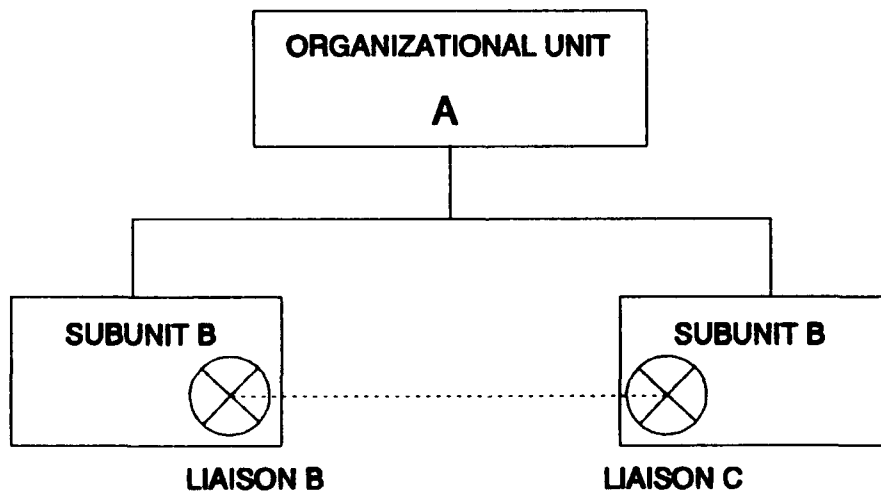 ORGANIZATIONAL UNIT
A
SUBUNIT B
SUBUNIT B
LIAISON B
LIAISON C